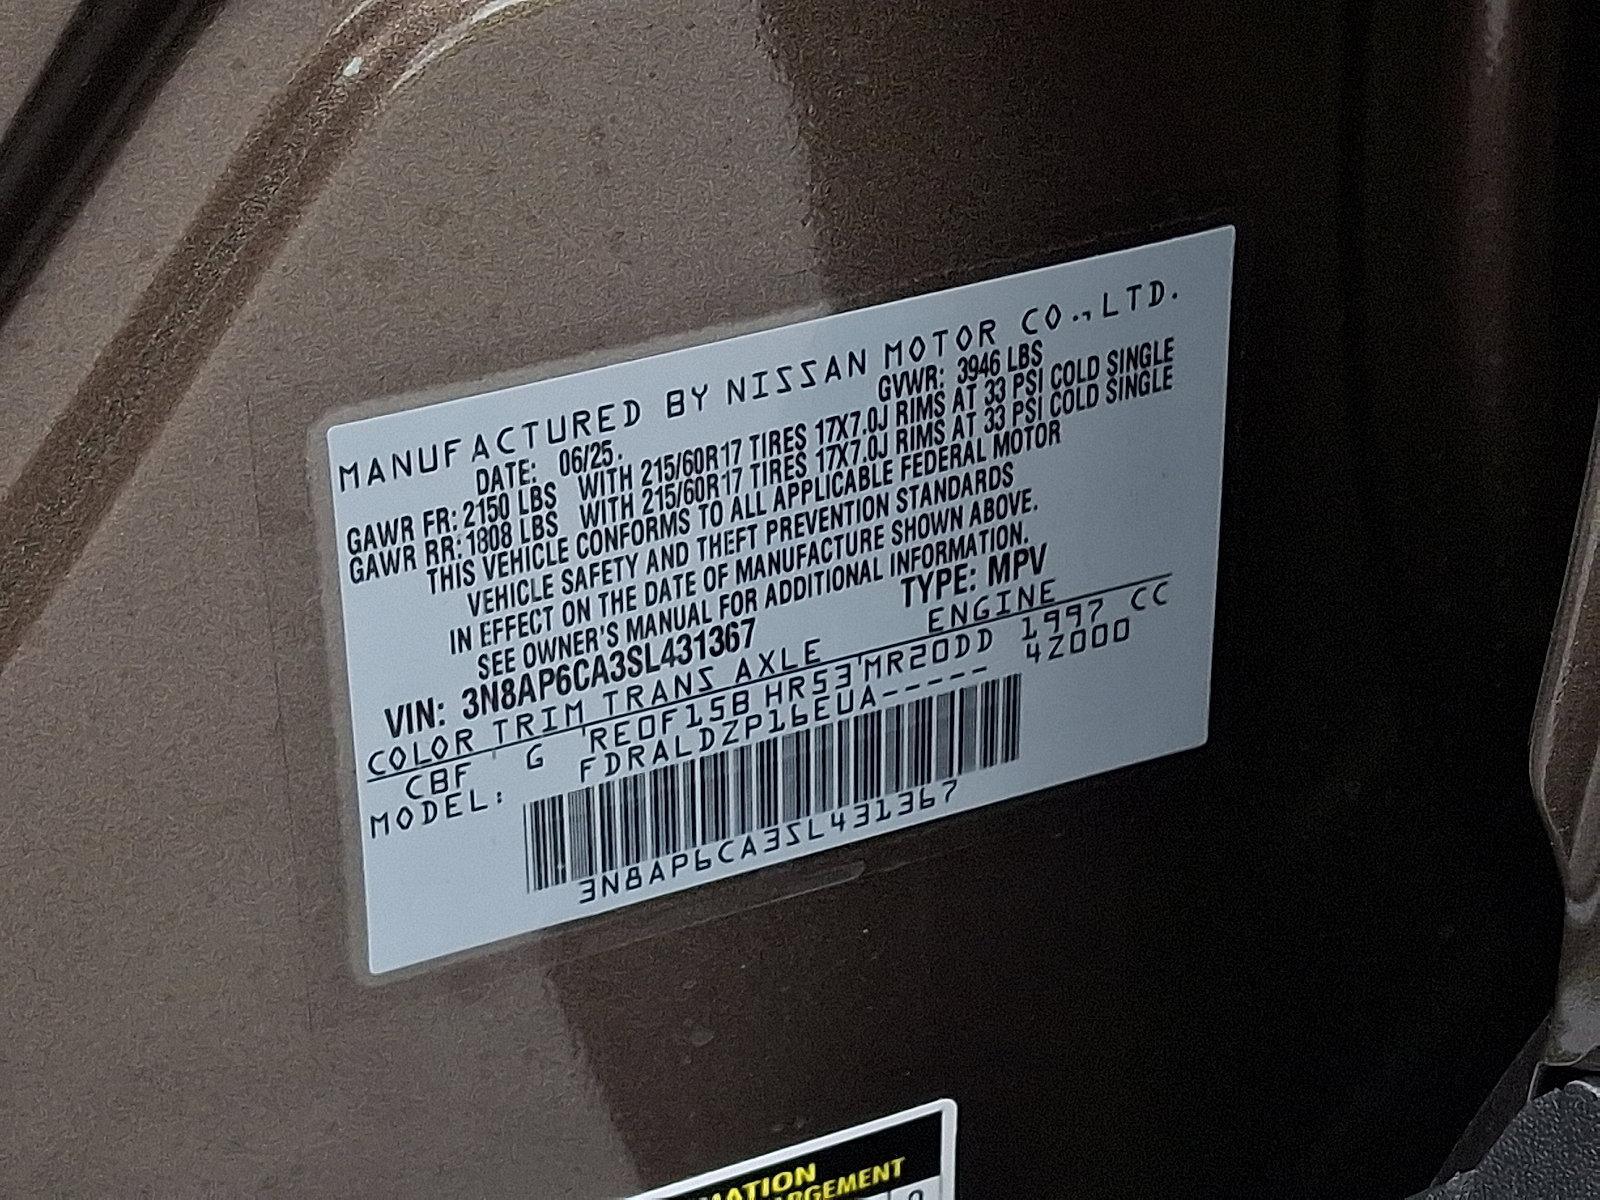 MANUFACTURED BY NISSAN MOTOR CO.,LTD.
DATE: 06/25. GVWR: 3946 LBS
GAWR FR: 2150 LBS WITH 215/60R17 TIRES 17X7.0J RIMS AT 33 PSI COLD SINGLE
GAWR RR: 1808 LBS WITH 215/60R17 TIRES 17X7.0J RIMS AT 33 PSI COLD SINGLE
THIS VEHICLE CONFORMS TO ALL APPLICABLE FEDERAL MOTOR
VEHICLE SAFETY AND THEFT PREVENTION STANDARDS
IN EFFECT ON THE DATE OF MANUFACTURE SHOWN ABOVE.
SEE OWNER'S MANUAL FOR ADDITIONAL INFORMATION.
VIN: 3N8AP6CA3SL431367 TYPE: MPV
COLOR TRIM TRANS AXLE ENGINE
CBF G RE0F15B HR53 MR20DD 1997 CC
MODEL: FDRALDZP16EUA----- 4Z000
3N8AP6CA3SL431367